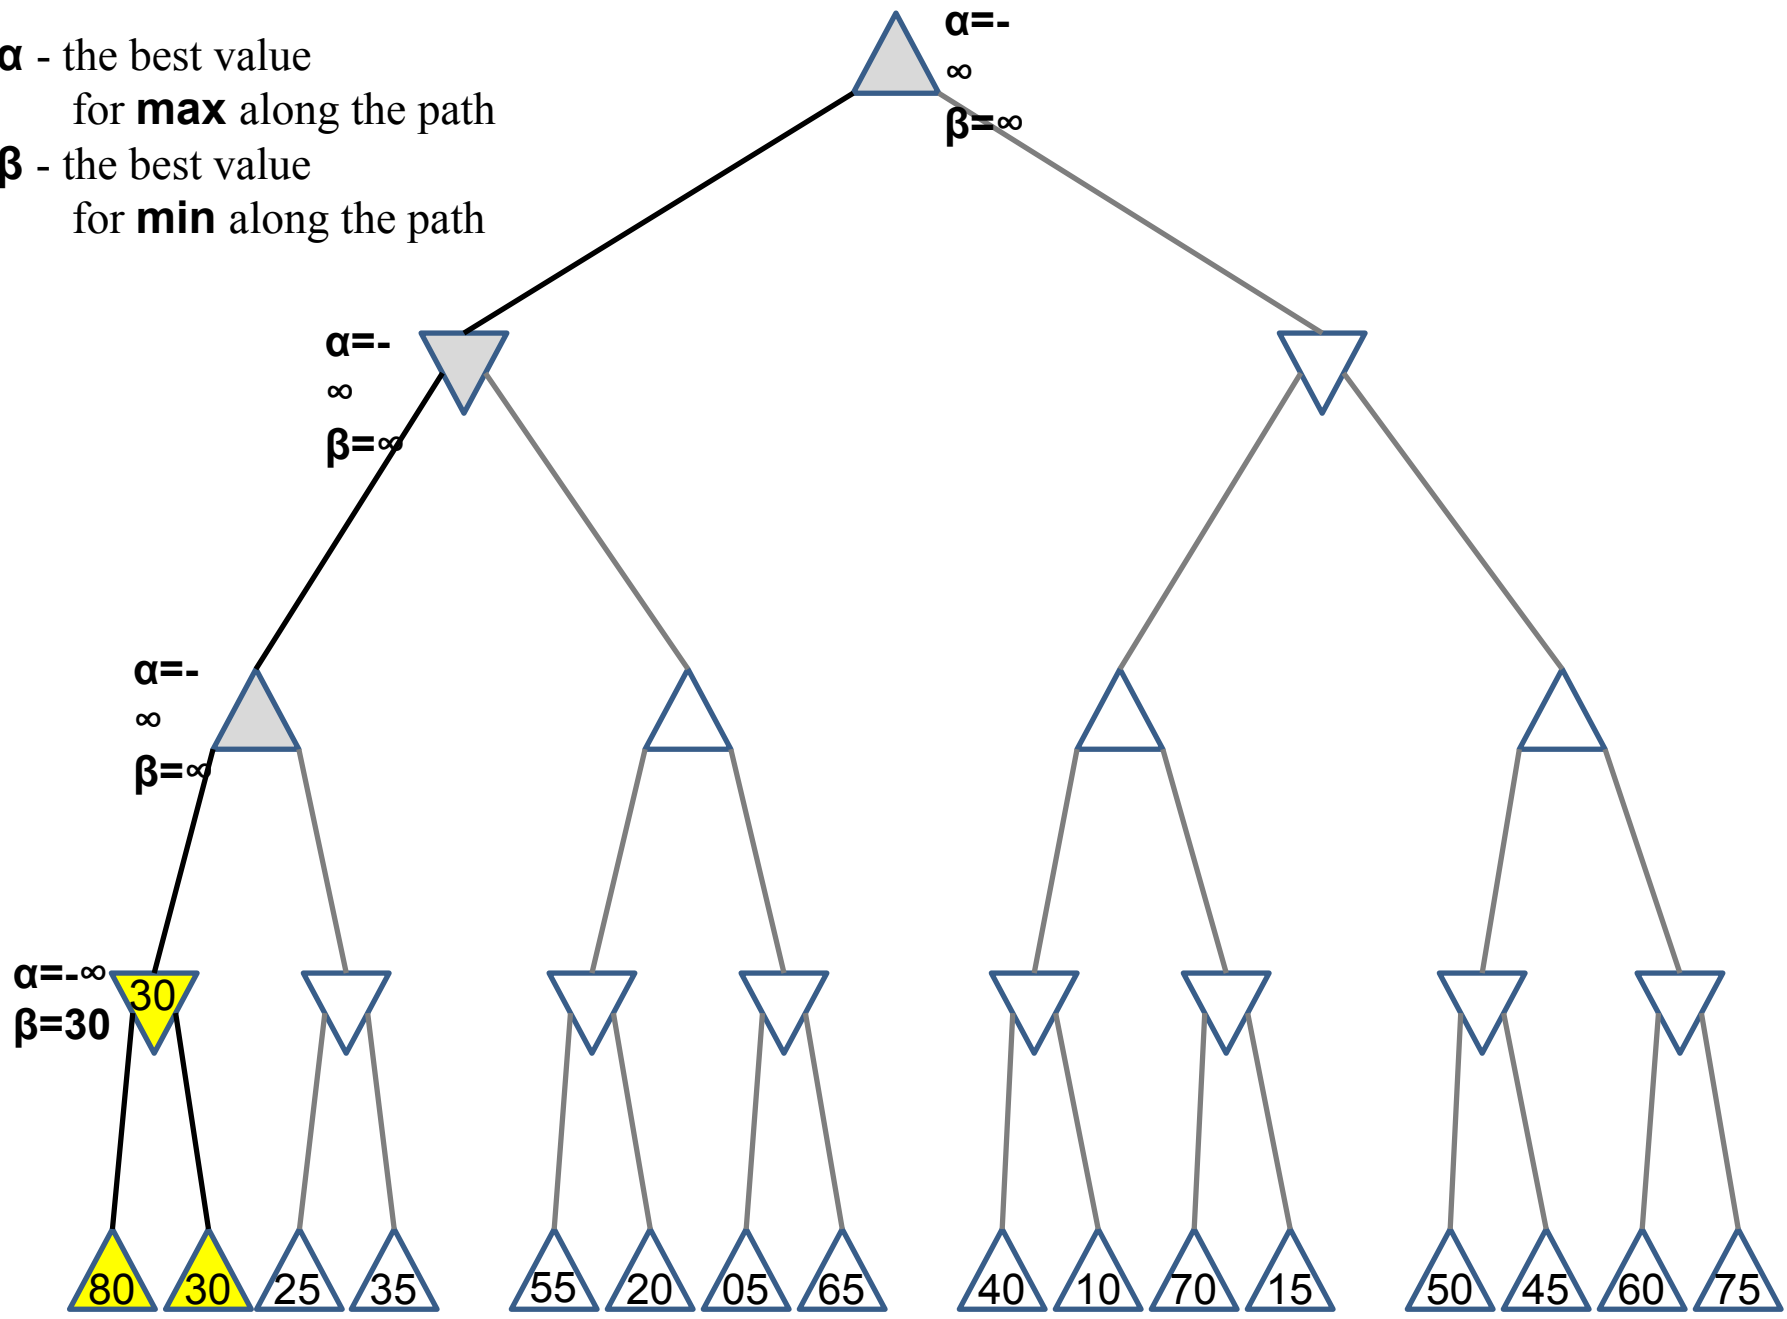 α - the best value
for max along the path
β - the best value
for min along the path
α=-
∞
β=∞
α=-
∞
β=∞
α=-
∞
β=∞
α=-∞
β=30
30
80 30 25 35 55 20 05 65 40 10 70 15 50 45 60 75